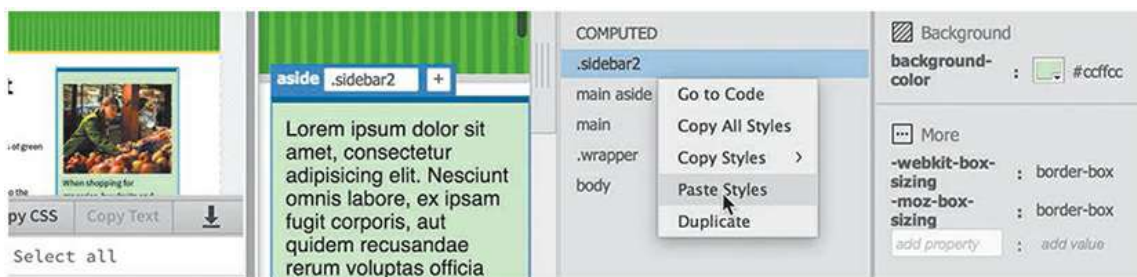 t
of green
o the
When shopping for
py CSS
Copy Text
Select all
aside .sidebar2 +
Lorem ipsum dolor sit
amet, consectetur
adipisicing elit. Nesciunt
omnis labore, ex ipsam
fugit corporis, aut
quidem recusandae
rerum voluptas officia
COMPUTED
.sidebar2
main aside
main
.wrapper
body
Go to Code
Copy All Styles
Copy Styles >
Paste Styles
Duplicate
Background
background-
color : #ccffcc
More
-webkit-box-
sizing : border-box
-moz-box-
sizing : border-box
add property : add value